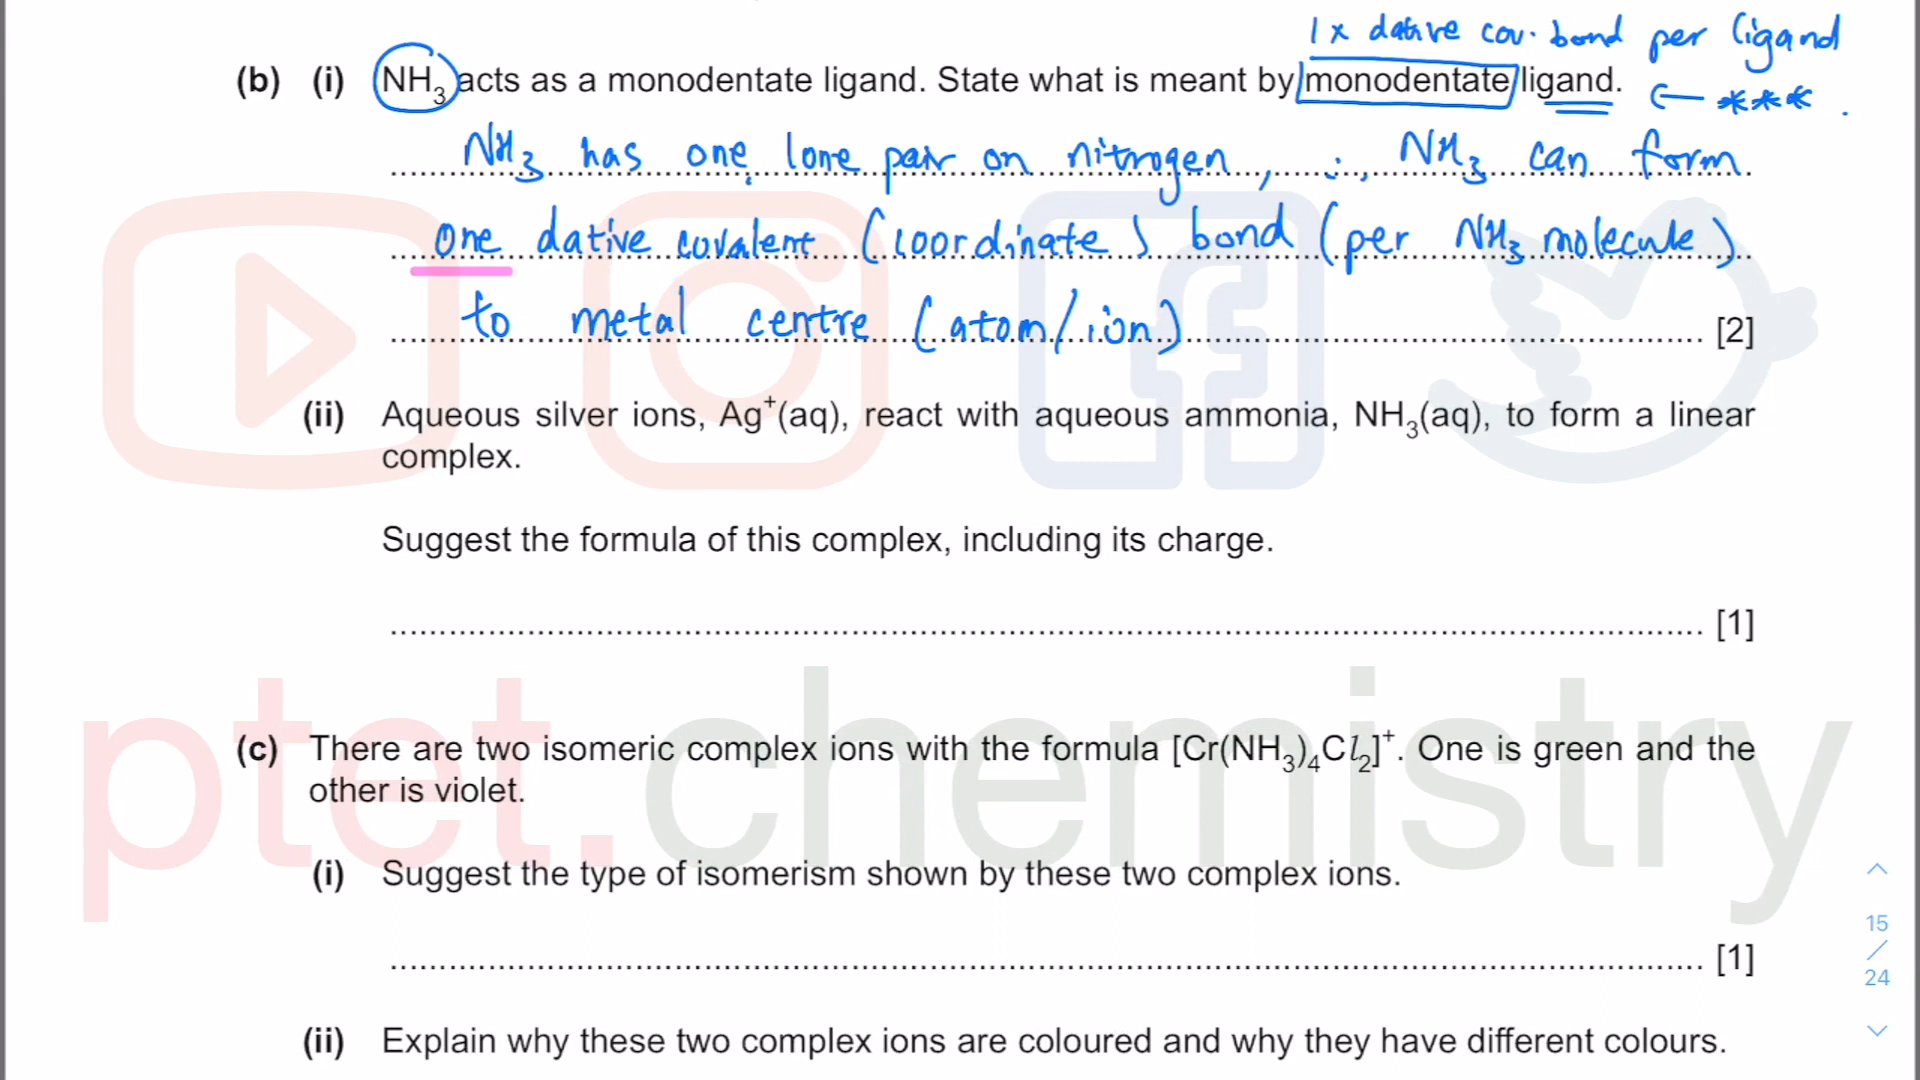 1x dative cov. bond per ligand
(b) (i) NH3 acts as a monodentate ligand. State what is meant by monodentate ligand. ← ***
NH3 has one lone pair on nitrogen, ∴ NH3 can form
one dative covalent (coordinate) bond (per NH3 molecule)
to metal centre (atom/ion) [2]
(ii) Aqueous silver ions, Ag+(aq), react with aqueous ammonia, NH3(aq), to form a linear
complex.
Suggest the formula of this complex, including its charge.
[1]
ptet.chemistry
(c) There are two isomeric complex ions with the formula [Cr(NH3)4Cl2]+. One is green and the
other is violet.
(i) Suggest the type of isomerism shown by these two complex ions.
[1]
15
/
24
(ii) Explain why these two complex ions are coloured and why they have different colours.